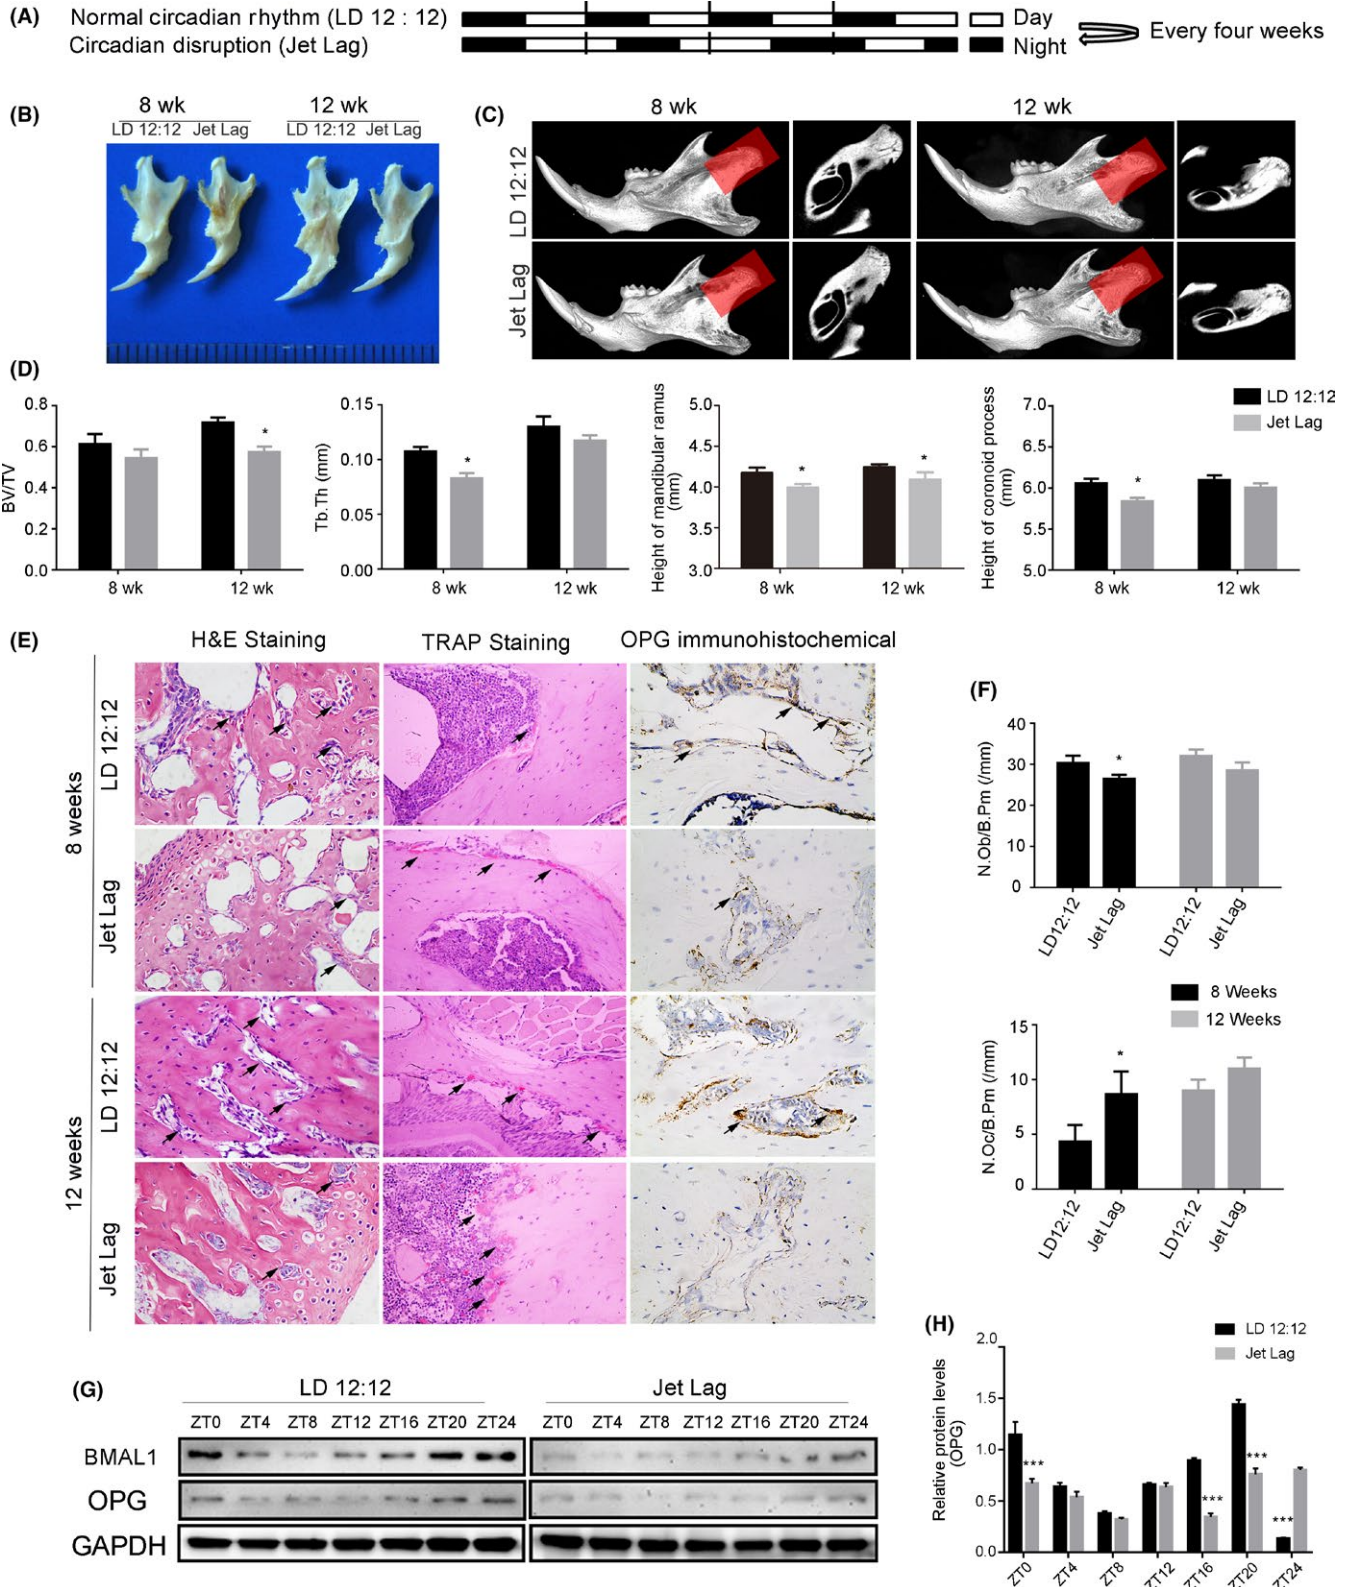 (A) Normal circadian rhythm (LD 12 : 12)
Circadian disruption (Jet Lag)
Day
Night
Every four weeks
(B)
8 wk 12 wk
LD 12:12 Jet Lag LD 12:12 Jet Lag
(C)
8 wk 12 wk
LD 12:12
Jet Lag
(D)
BV/TV
0.8
0.6
0.4
0.2
0.0
8 wk 12 wk
*
Tb.Th (mm)
0.15
0.10
0.05
0.00
8 wk 12 wk
*
Height of mandibular ramus
(mm)
5.0
4.5
4.0
3.5
3.0
8 wk 12 wk
* *
Height of coronoid process
(mm)
7.0
6.5
6.0
5.5
5.0
8 wk 12 wk
*
LD 12:12
Jet Lag
(E)
H&E Staining TRAP Staining OPG immunohistochemical
8 weeks
LD 12:12
Jet Lag
12 weeks
LD 12:12
Jet Lag
(F)
N.Ob/B.Pm (/mm)
40
30
20
10
0
*
LD12:12 Jet Lag LD12:12 Jet Lag
8 Weeks
12 Weeks
N.Oc/B.Pm (/mm)
15
10
5
0
*
LD12:12 Jet Lag LD12:12 Jet Lag
(G)
LD 12:12 Jet Lag
ZT0 ZT4 ZT8 ZT12 ZT16 ZT20 ZT24 ZT0 ZT4 ZT8 ZT12 ZT16 ZT20 ZT24
BMAL1
OPG
GAPDH
(H)
LD 12:12
Jet Lag
Relative protein levels
(OPG)
2.0
1.5
1.0
0.5
0.0
*** *** *** ***
ZT0 ZT4 ZT8 ZT12 ZT16 ZT20 ZT24